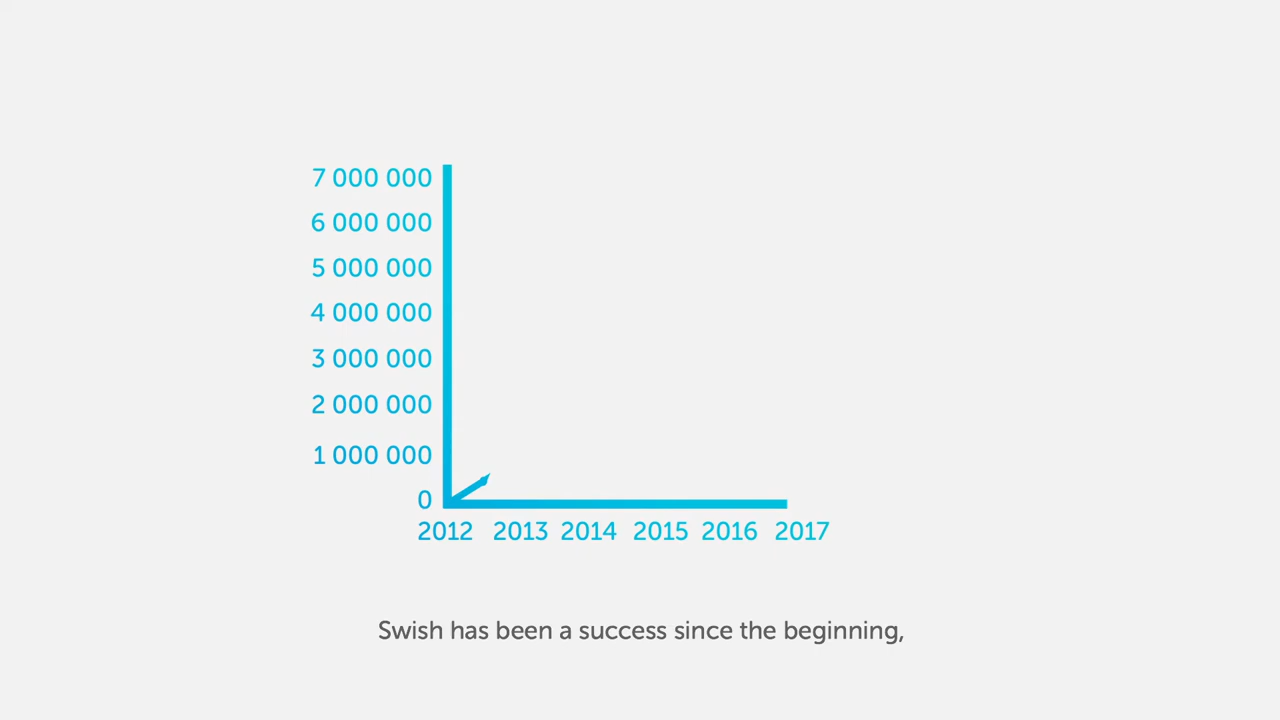 7 000 000
6 000 000
5 000 000
4 000 000
3 000 000
2 000 000
1 000 000
0
2012 2013 2014 2015 2016 2017
Swish has been a success since the beginning,